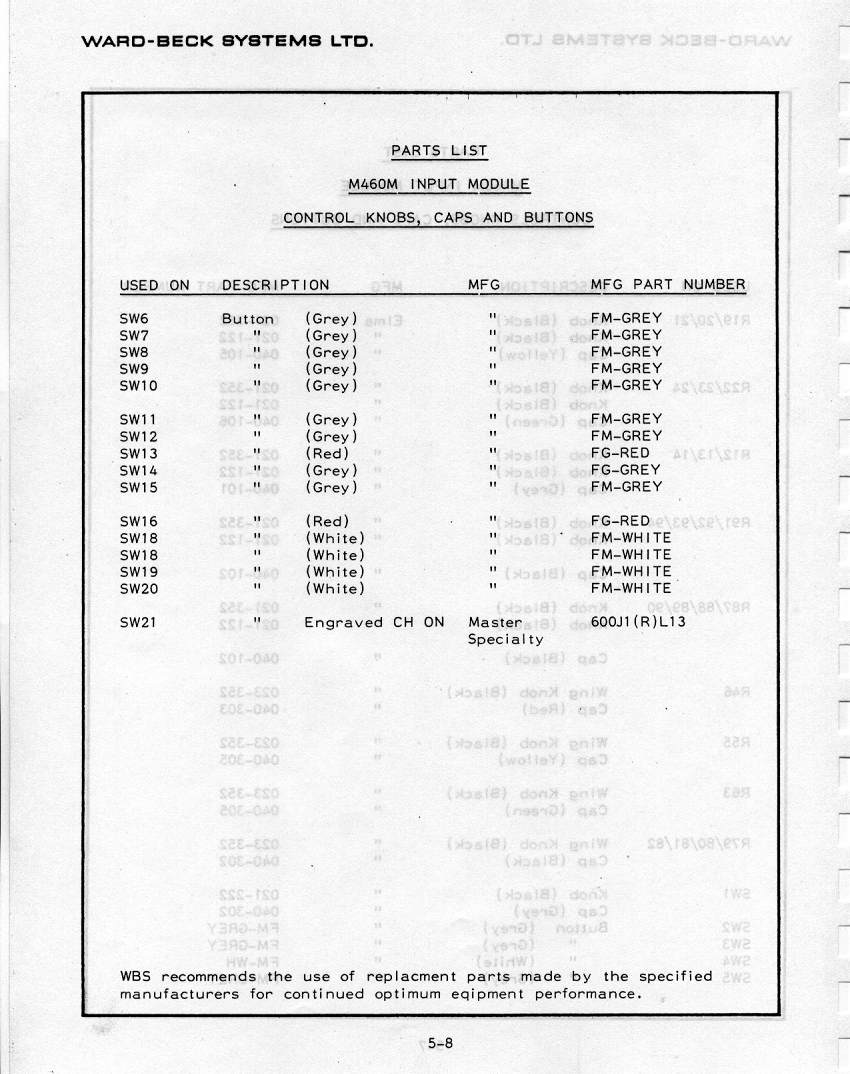 WARD-BECK SYSTEMS LTD.
PARTS LIST
M460M INPUT MODULE
CONTROL KNOBS, CAPS AND BUTTONS
USED ON DESCRIPTION MFG MFG PART NUMBER
SW6 Button (Grey) " FM-GREY
SW7 " (Grey) " FM-GREY
SW8 " (Grey) " FM-GREY
SW9 " (Grey) " FM-GREY
SW10 " (Grey) " FM-GREY
SW11 " (Grey) " FM-GREY
SW12 " (Grey) " FM-GREY
SW13 " (Red) " FG-RED
SW14 " (Grey) " FG-GREY
SW15 " (Grey) " FM-GREY
SW16 " (Red) " FG-RED
SW18 " (White) " FM-WHITE
SW18 " (White) " FM-WHITE
SW19 " (White) " FM-WHITE
SW20 " (White) " FM-WHITE
SW21 " Engraved CH ON Master 600J1(R)L13
Specialty
WBS recommends the use of replacment parts made by the specified
manufacturers for continued optimum eqipment performance.
5-8